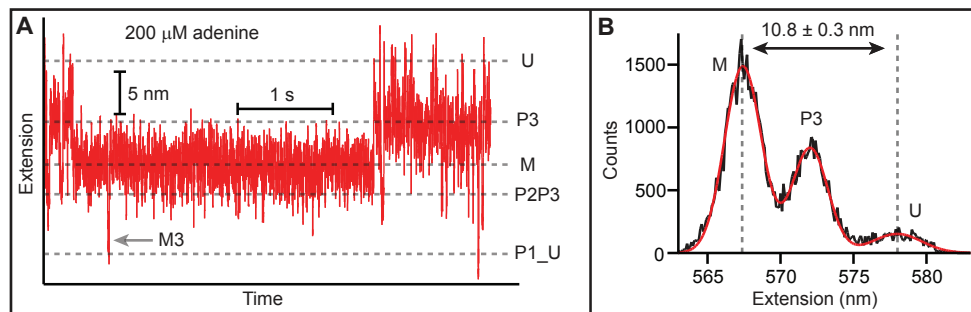 A
200 μM adenine
U
5 nm
1 s
P3
M
P2P3
M3
P1_U
Extension
Time
B
10.8 ± 0.3 nm
M
P3
U
1500
1000
500
0
Counts
565
570
575
580
Extension (nm)